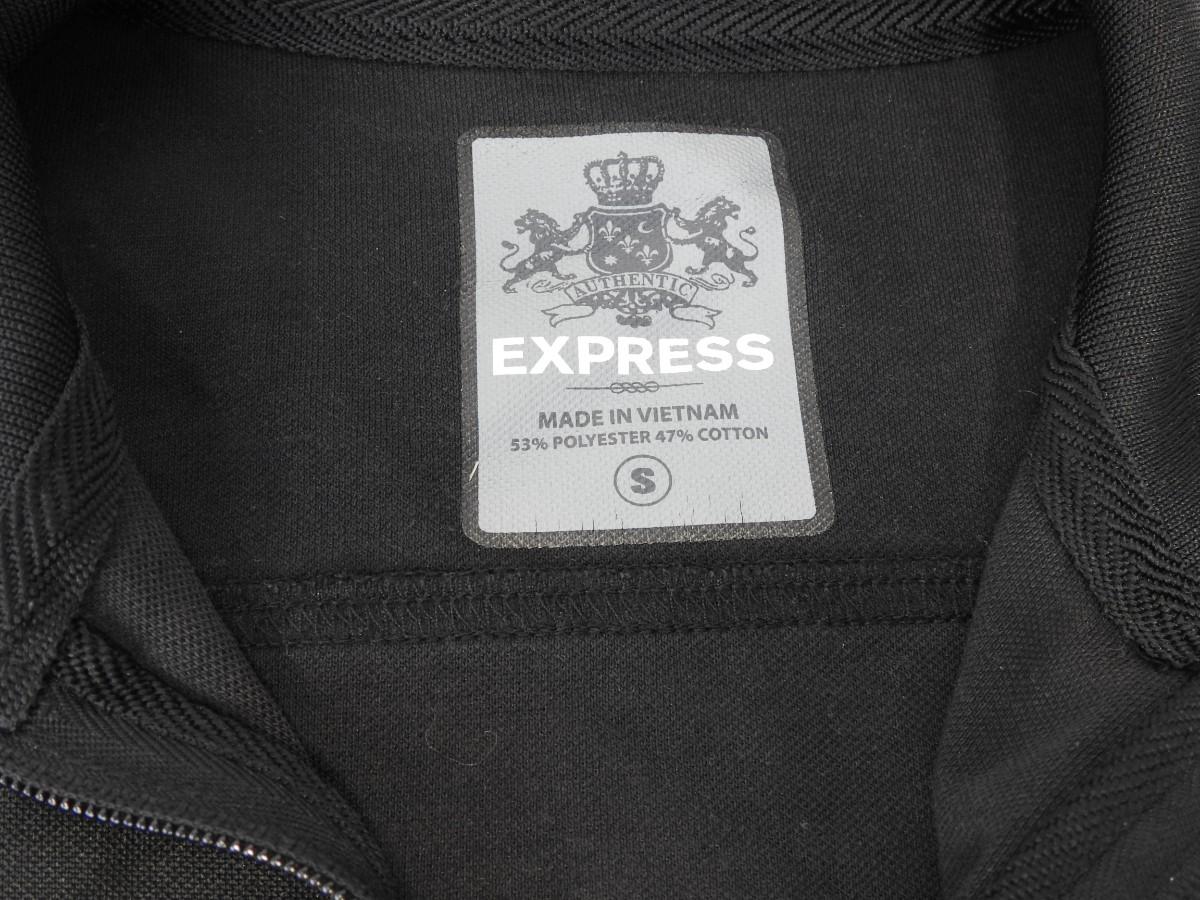 AUTHENTIC
EXPRESS
MADE IN VIETNAM
53% POLYESTER 47% COTTON
S